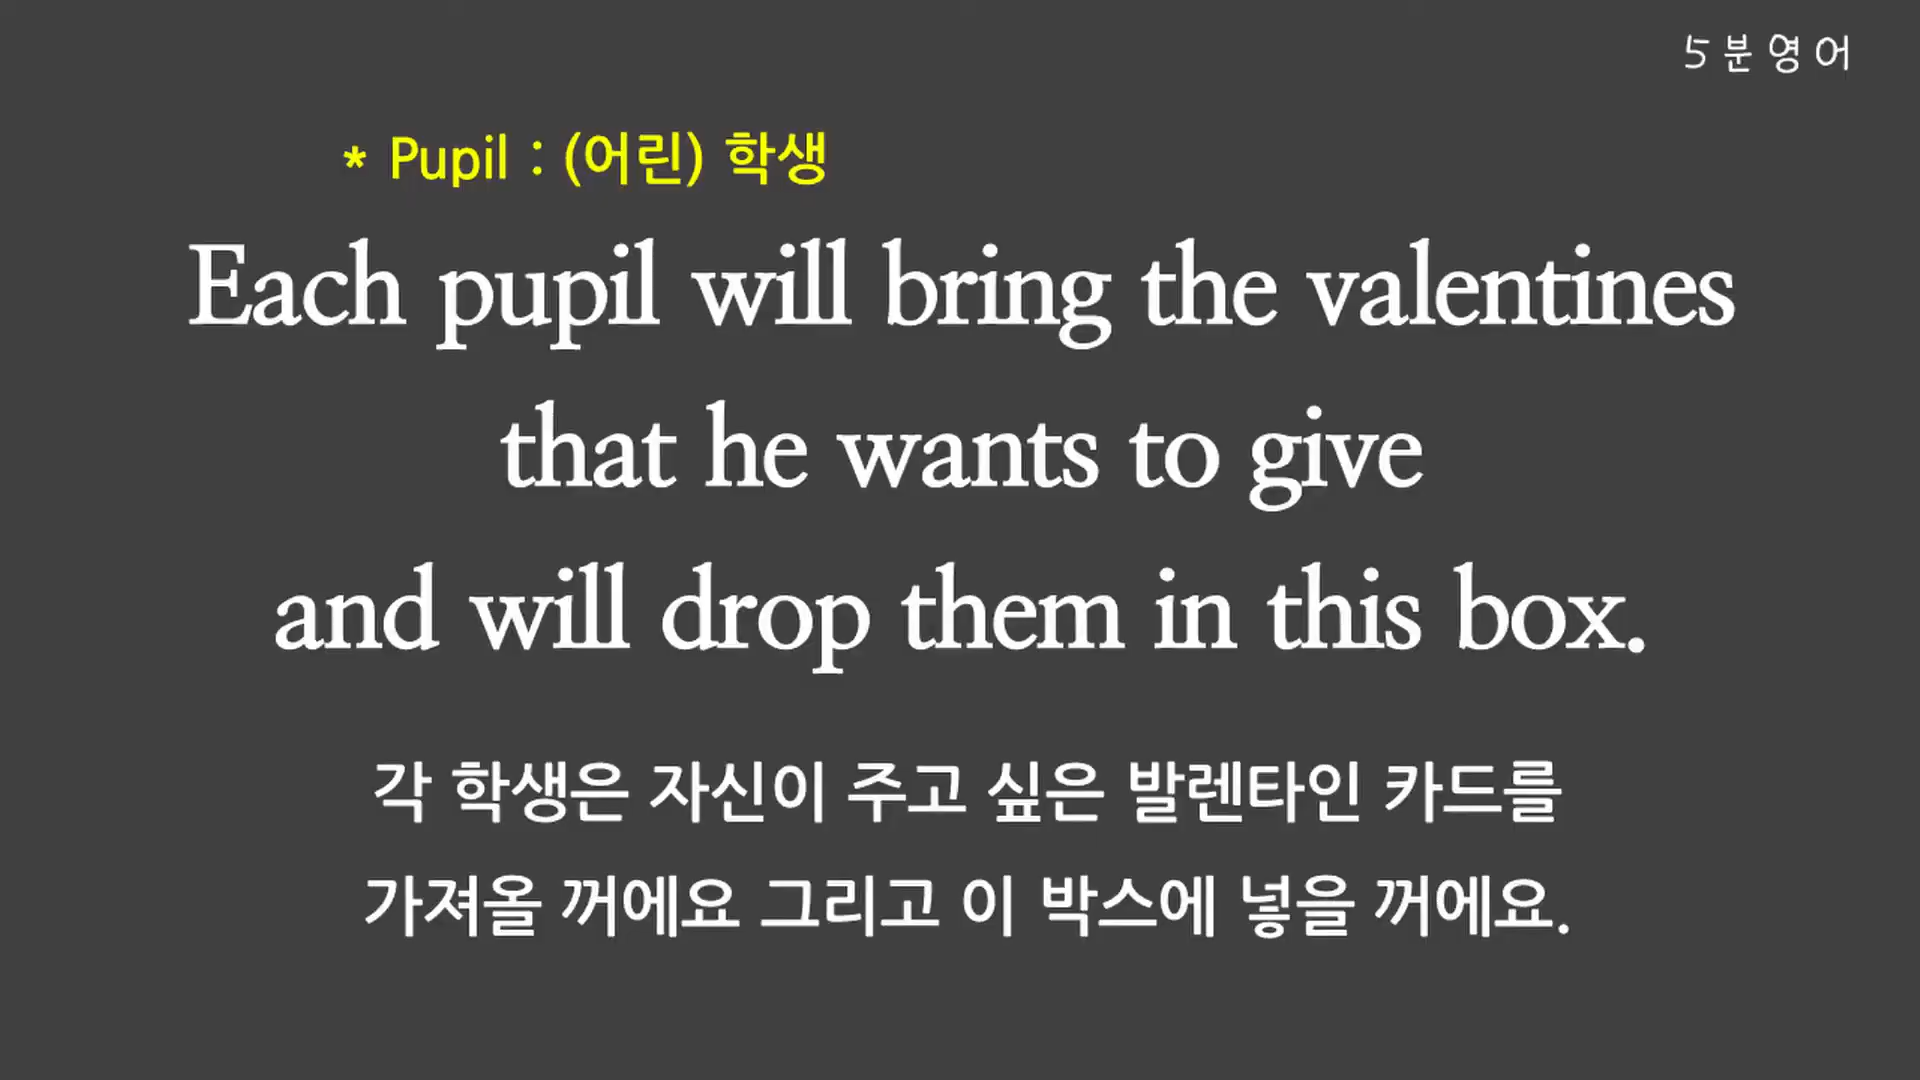 5분영어
* Pupil : (어린) 학생
Each pupil will bring the valentines
that he wants to give
and will drop them in this box.
각 학생은 자신이 주고 싶은 발렌타인 카드를
가져올 꺼에요 그리고 이 박스에 넣을 꺼에요.